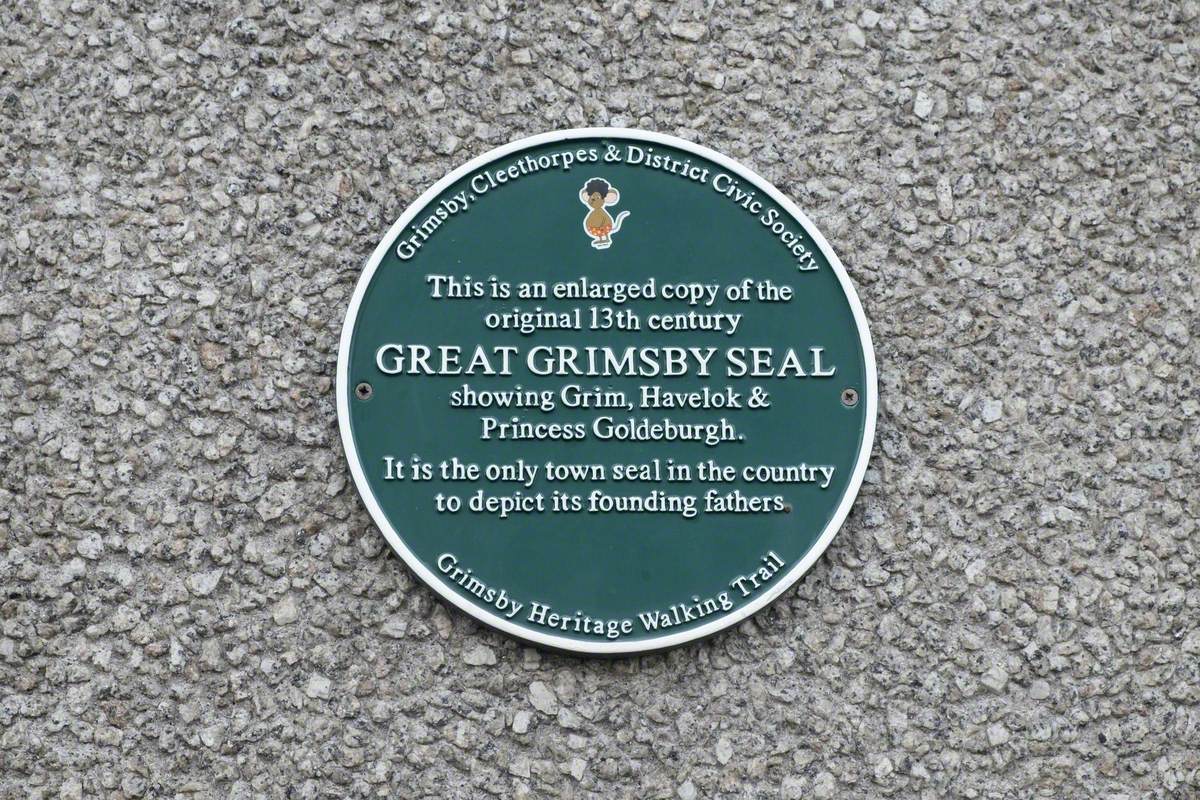 Grimsby, Cleethorpes & District Civic Society
This is an enlarged copy of the
original 13th century
GREAT GRIMSBY SEAL
showing Grim, Havelok &
Princess Goldeburgh.
It is the only town seal in the country
to depict its founding fathers.
Grimsby Heritage Walking Trail